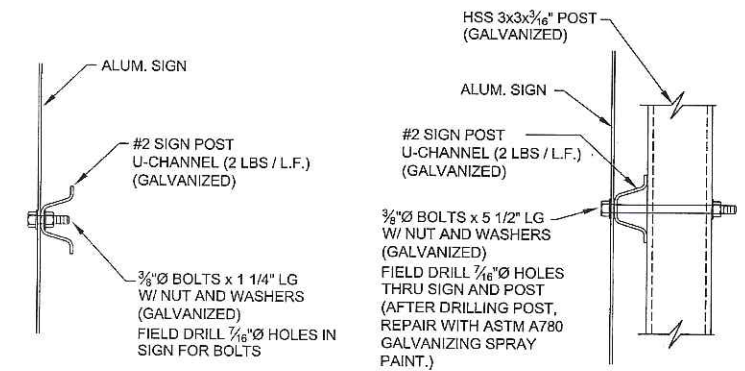 ALUM. SIGN
#2 SIGN POST
U-CHANNEL (2 LBS / L.F.)
(GALVANIZED)
⅜"Ø BOLTS x 1 1/4" LG
W/ NUT AND WASHERS
(GALVANIZED)
FIELD DRILL 7/16"Ø HOLES IN
SIGN FOR BOLTS
HSS 3x3x3/16" POST
(GALVANIZED)
ALUM. SIGN
#2 SIGN POST
U-CHANNEL (2 LBS / L.F.)
(GALVANIZED)
⅜"Ø BOLTS x 5 1/2" LG
W/ NUT AND WASHERS
(GALVANIZED)
FIELD DRILL 7/16"Ø HOLES
THRU SIGN AND POST
(AFTER DRILLING POST,
REPAIR WITH ASTM A780
GALVANIZING SPRAY
PAINT.)